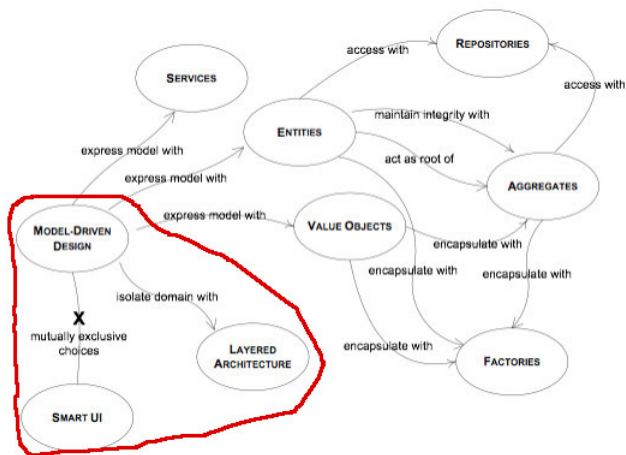 REPOSITORIES
access with
SERVICES
access with
maintain integrity with
ENTITIES
express model with
act as root of
express model with
AGGREGATES
express model with
MODEL-DRIVEN
DESIGN
VALUE OBJECTS
encapsulate with
encapsulate with
encapsulate with
isolate domain with
X
mutually exclusive
choices
LAYERED
ARCHITECTURE
encapsulate with
FACTORIES
SMART UI